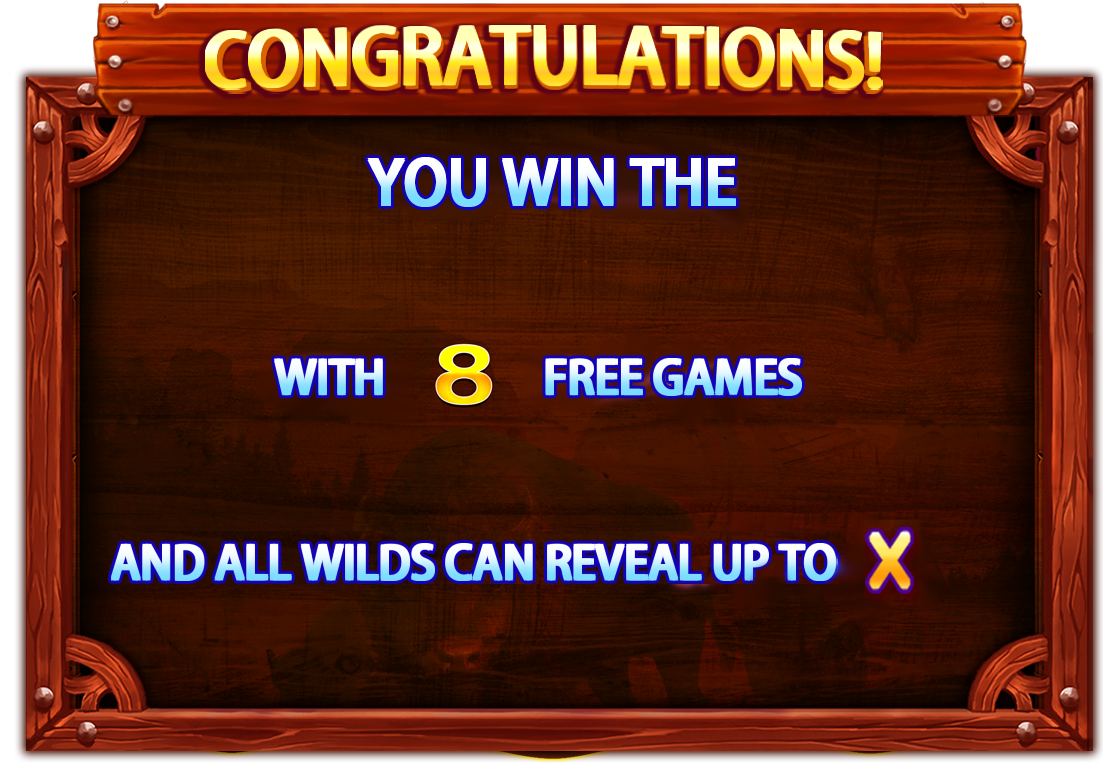 CONGRATULATIONS!
YOU WIN THE
WITH 8 FREE GAMES
AND ALL WILDS CAN REVEAL UP TO X